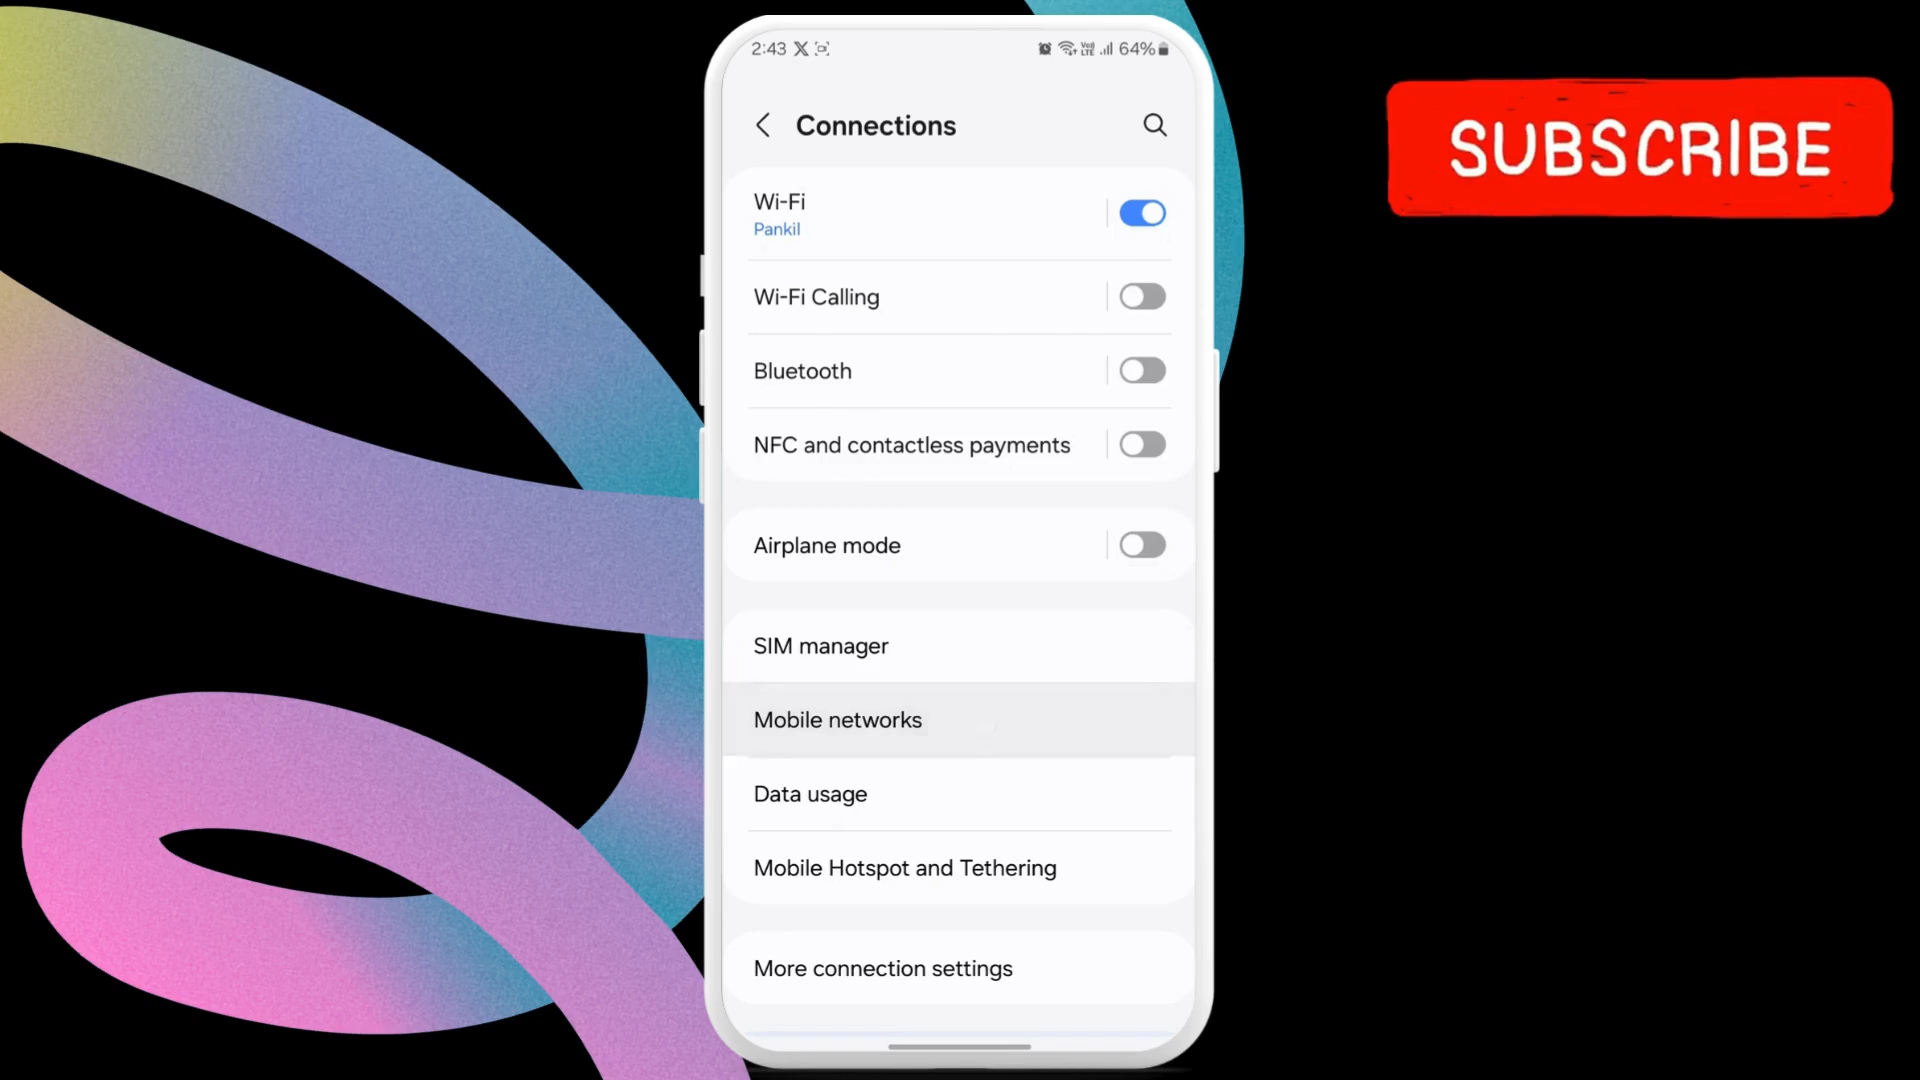 2:43
64%
Connections
Wi-Fi
Pankil
Wi-Fi Calling
Bluetooth
NFC and contactless payments
Airplane mode
SIM manager
Mobile networks
Data usage
Mobile Hotspot and Tethering
More connection settings
SUBSCRIBE